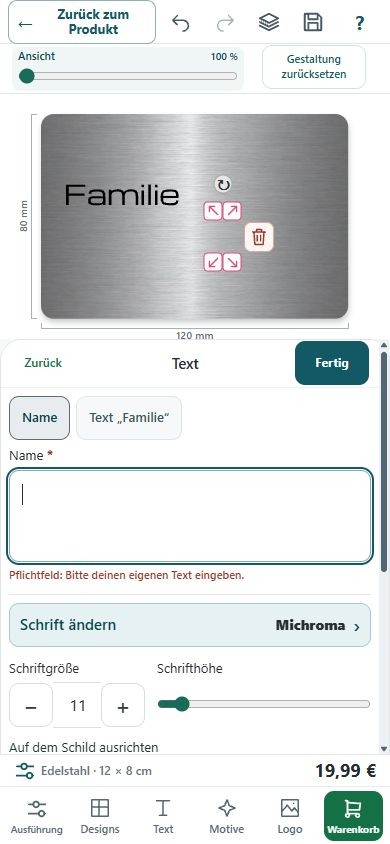 ← Zurück zum
Produkt
?
Ansicht
100 %
Gestaltung
zurücksetzen
Familie
80 mm
120 mm
Zurück
Text
Fertig
Name
Text „Familie“
Name *
Pflichtfeld: Bitte deinen eigenen Text eingeben.
Schrift ändern
Michroma ›
Schriftgröße
Schrifthöhe
− 11 +
Auf dem Schild ausrichten
Edelstahl · 12 × 8 cm
19,99 €
Ausführung
Designs
Text
Motive
Logo
Warenkorb